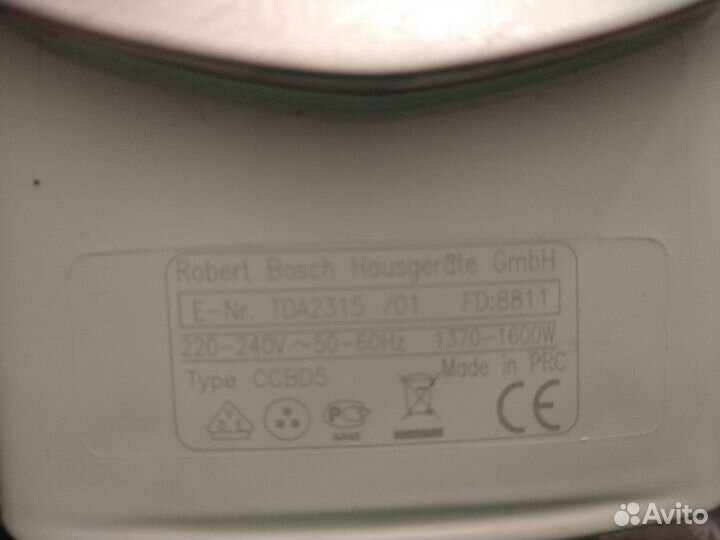 Robert Bosch Hausgeräte GmbH
E-Nr. TDA2315 /01 FD:8811
220-240V ~50-60Hz 1370-1600W
Type CCBD5 Made in PRC
V D E
P
CE
Avito